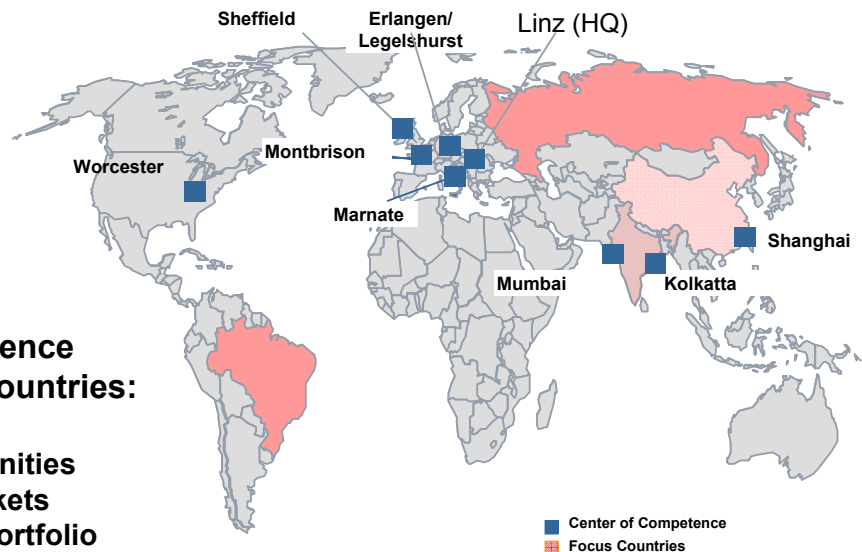 Sheffield
Erlangen/
Legelshurst
Linz (HQ)
Worcester
Montbrison
Marnate
Shanghai
Mumbai
Kolkatta
ence
ountries:
nities
kets
ortfolio
Center of Competence
Focus Countries